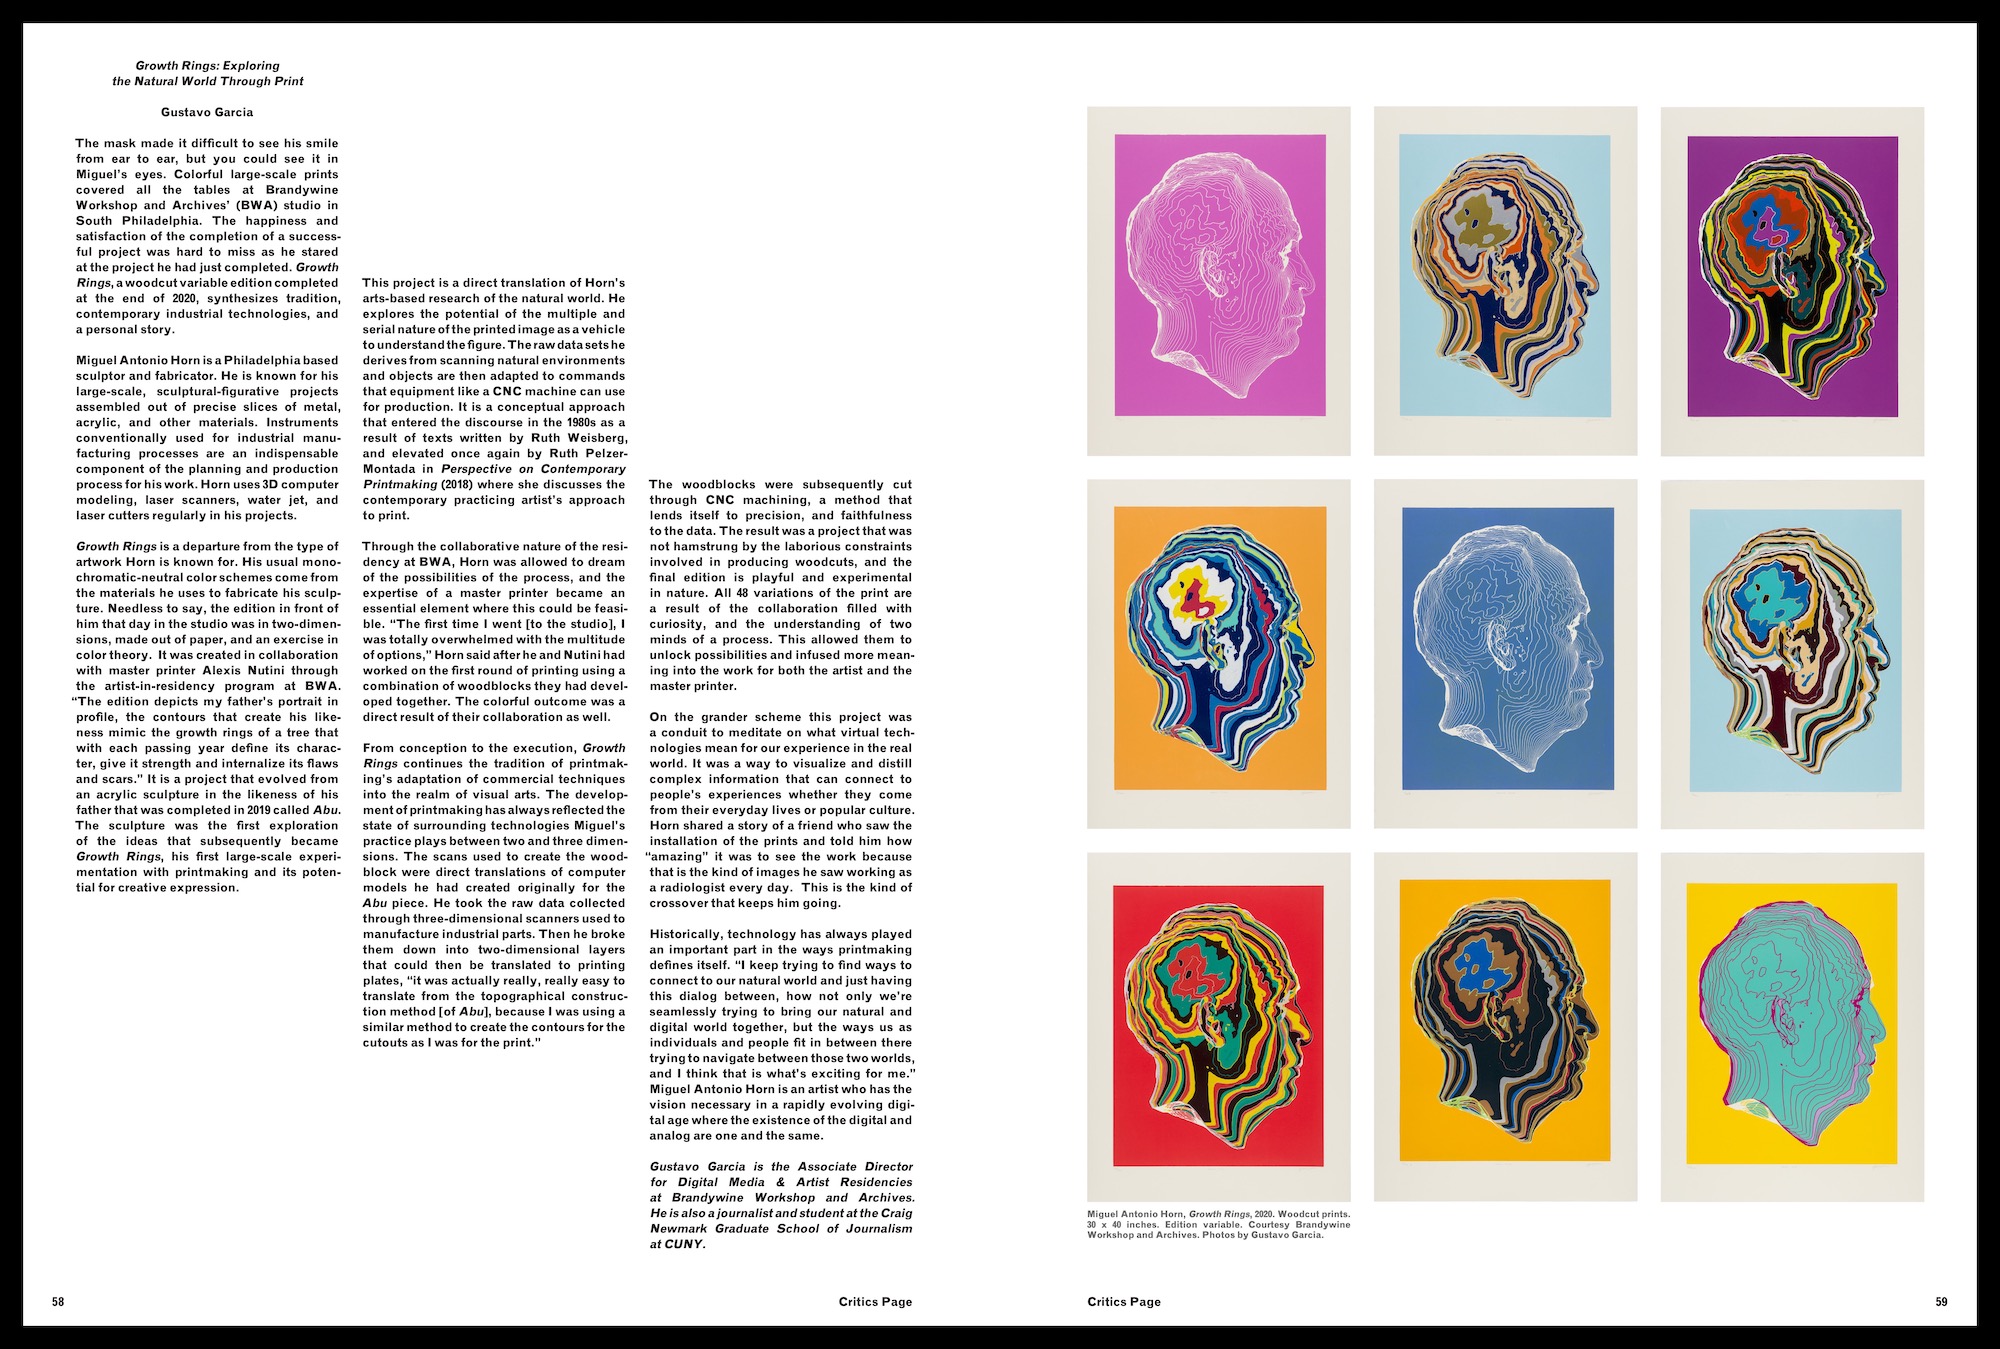 Growth Rings: Exploring
the Natural World Through Print
Gustavo Garcia
The mask made it difficult to see his smile
from ear to ear, but you could see it in
Miguel's eyes. Colorful large-scale prints
covered all the tables at Brandywine
Workshop and Archives' (BWA) studio in
South Philadelphia. The happiness and
satisfaction of the completion of a success-
ful project was hard to miss as he stared
at the project he had just completed. Growth
Rings, a woodcut variable edition completed
at the end of 2020, synthesizes tradition,
contemporary industrial technologies, and
a personal story.
Miguel Antonio Horn is a Philadelphia based
sculptor and fabricator. He is known for his
large-scale, sculptural-figurative projects
assembled out of precise slices of metal,
acrylic, and other materials. Instruments
conventionally used for industrial manu-
facturing processes are an indispensable
component of the planning and production
process for his work. Horn uses 3D computer
modeling, laser scanners, water jet, and
laser cutters regularly in his projects.
Growth Rings is a departure from the type of
artwork Horn is known for. His usual mono-
chromatic-neutral color schemes come from
the materials he uses to fabricate his sculp-
ture. Needless to say, the edition in front of
him that day in the studio was in two-dimen-
sions, made out of paper, and an exercise in
color theory. It was created in collaboration
with master printer Alexis Nutini through
the artist-in-residency program at BWA.
“The edition depicts my father's portrait in
profile, the contours that create his like-
ness mimic the growth rings of a tree that
with each passing year define its charac-
ter, give it strength and internalize its flaws
and scars." It is a project that evolved from
an acrylic sculpture in the likeness of his
father that was completed in 2019 called Abu.
The sculpture was the first exploration
of the ideas that subsequently became
Growth Rings, his first large-scale experi-
mentation with printmaking and its poten-
tial for creative expression.
This project is a direct translation of Horn's
arts-based research of the natural world. He
explores the potential of the multiple and
serial nature of the printed image as a vehicle
to understand the figure. The raw data sets he
derives from scanning natural environments
and objects are then adapted to commands
that equipment like a CNC machine can use
for production. It is a conceptual approach
that entered the discourse in the 1980s as a
result of texts written by Ruth Weisberg,
and elevated once again by Ruth Pelzer-
Montada in Perspective on Contemporary
Printmaking (2018) where she discusses the
contemporary practicing artist's approach
to print.
Through the collaborative nature of the resi-
dency at BWA, Horn was allowed to dream
of the possibilities of the process, and the
expertise of a master printer became an
essential element where this could be feasi-
ble. “The first time I went [to the studio], I
was totally overwhelmed with the multitude
of options,” Horn said after he and Nutini had
worked on the first round of printing using a
combination of woodblocks they had devel-
oped together. The colorful outcome was a
direct result of their collaboration as well.
From conception to the execution, Growth
Rings continues the tradition of printmak-
ing's adaptation of commercial techniques
into the realm of visual arts. The develop-
ment of printmaking has always reflected the
state of surrounding technologies Miguel's
practice plays between two and three dimen-
sions. The scans used to create the wood-
block were direct translations of computer
models he had created originally for the
Abu piece. He took the raw data collected
through three-dimensional scanners used to
manufacture industrial parts. Then he broke
them down into two-dimensional layers
that could then be translated to printing
plates, “it was actually really, really easy to
translate from the topographical construc-
tion method [of Abu], because I was using a
similar method to create the contours for the
cutouts as I was for the print."
The woodblocks were subsequently cut
through CNC machining, a method that
lends itself to precision, and faithfulness
to the data. The result was a project that was
not hamstrung by the laborious constraints
involved in producing woodcuts, and the
final edition is playful and experimental
in nature. All 48 variations of the print are
a result of the collaboration filled with
curiosity, and the understanding of two
minds of a process. This allowed them to
unlock possibilities and infused more mean-
ing into the work for both the artist and the
master printer.
On the grander scheme this project was
a conduit to meditate on what virtual tech-
nologies mean for our experience in the real
world. It was a way to visualize and distill
complex information that can connect to
people's experiences whether they come
from their everyday lives or popular culture.
Horn shared a story of a friend who saw the
installation of the prints and told him how
“amazing” it was to see the work because
that is the kind of images he saw working as
a radiologist every day. This is the kind of
crossover that keeps him going.
Historically, technology has always played
an important part in the ways printmaking
defines itself. “I keep trying to find ways to
connect to our natural world and just having
this dialog between, how not only we're
seamlessly trying to bring our natural and
digital world together, but the ways us as
individuals and people fit in between there
trying to navigate between those two worlds,
and I think that is what's exciting for me."
Miguel Antonio Horn is an artist who has the
vision necessary in a rapidly evolving digi-
tal age where the existence of the digital and
analog are one and the same.
Gustavo Garcia is the Associate Director
for Digital Media & Artist Residencies
at Brandywine Workshop and Archives.
He is also a journalist and student at the Craig
Newmark Graduate School of Journalism
at CUNY.
Miguel Antonio Horn, Growth Rings, 2020. Woodcut prints.
30 x 40 inches. Edition variable. Courtesy Brandywine
Workshop and Archives. Photos by Gustavo Garcia.
58
Critics Page
Critics Page
59